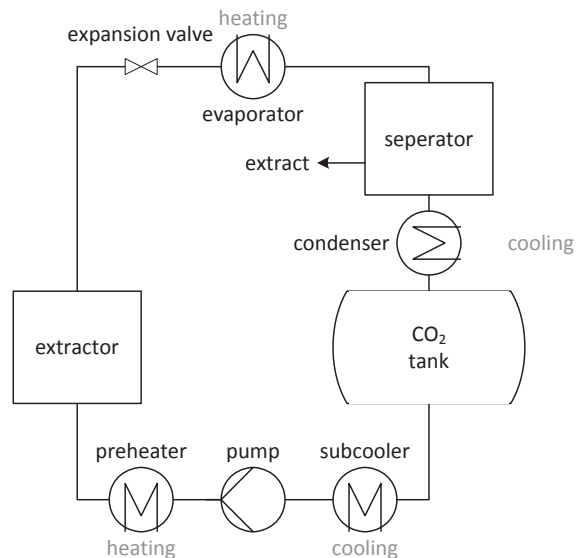 heating
expansion valve
evaporator
seperator
extract
condenser
cooling
extractor
CO₂
tank
preheater
pump
subcooler
heating
cooling